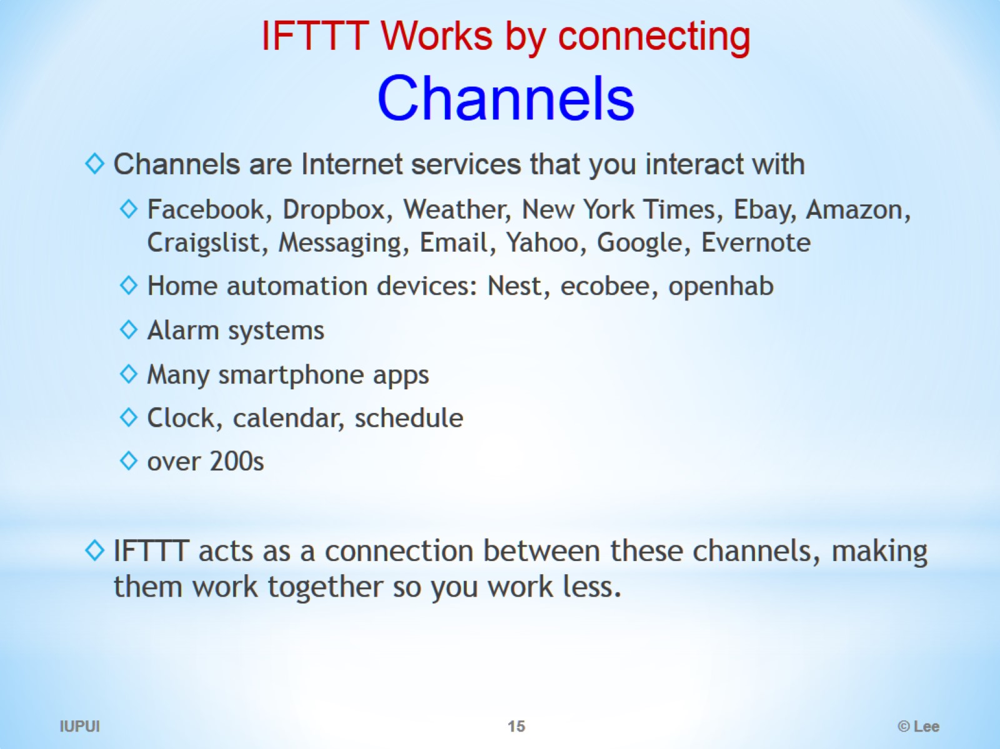 IFTTT Works by connecting
Channels
◇ Channels are Internet services that you interact with
◇ Facebook, Dropbox, Weather, New York Times, Ebay, Amazon,
Craigslist, Messaging, Email, Yahoo, Google, Evernote
◇ Home automation devices: Nest, ecobee, openhab
◇ Alarm systems
◇ Many smartphone apps
◇ Clock, calendar, schedule
◇ over 200s
◇ IFTTT acts as a connection between these channels, making
them work together so you work less.
IUPUI 15 © Lee